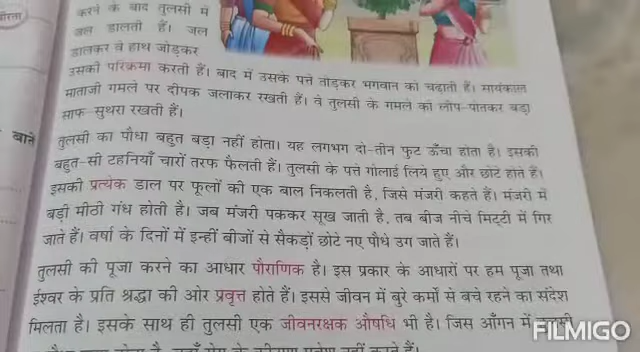 करने के बाद तुलसी में
जल डालती हैं। जल
डालकर वे हाथ जोड़कर
उसकी परिक्रमा करती हैं। बाद में उसके पत्ते तोड़कर भगवान को चढ़ाती हैं। सायंकाल
माताजी गमले पर दीपक जलाकर रखती हैं। वे तुलसी के गमले को लीप-पोतकर बड़ा
साफ-सुथरा रखती हैं।
तुलसी का पौधा बहुत बड़ा नहीं होता। यह लगभग दो-तीन फुट ऊँचा होता है। इसकी
बहुत-सी टहनियाँ चारों तरफ फैलती हैं। तुलसी के पत्ते गोलाई लिये हुए और छोटे होते हैं।
इसकी प्रत्येक डाल पर फूलों की एक बाल निकलती है, जिसे मंजरी कहते हैं। मंजरी में
बड़ी मीठी गंध होती है। जब मंजरी पककर सूख जाती है, तब बीज नीचे मिट्टी में गिर
जाते हैं। वर्षा के दिनों में इन्हीं बीजों से सैकड़ों छोटे नए पौधे उग जाते हैं।
तुलसी की पूजा करने का आधार पौराणिक है। इस प्रकार के आधारों पर हम पूजा तथा
ईश्वर के प्रति श्रद्धा की ओर प्रवृत्त होते हैं। इससे जीवन में बुरे कर्मों से बचे रहने का संदेश
मिलता है। इसके साथ ही तुलसी एक जीवनरक्षक औषधि भी है। जिस आँगन में तुलसी
बातें
FILMIGO